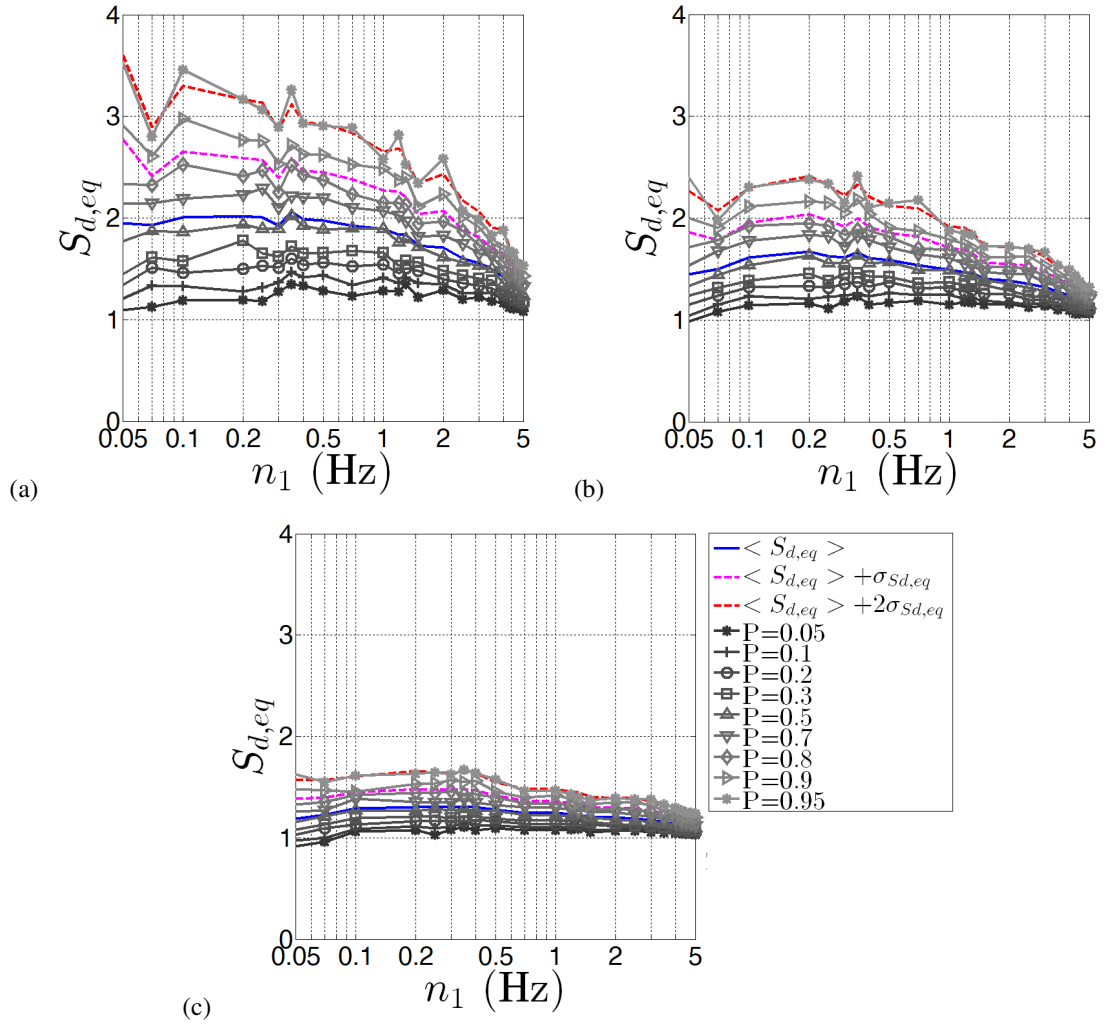 4
3
2
1
0
S_{d,eq}
0.05 0.1 0.2 0.5 1 2 5
n_1 (Hz)
(a)
4
3
2
1
0
S_{d,eq}
0.05 0.1 0.2 0.5 1 2 5
n_1 (Hz)
(b)
4
3
2
1
0
S_{d,eq}
0.05 0.1 0.2 0.5 1 2 5
n_1 (Hz)
(c)
< S_{d,eq} >
< S_{d,eq} > +σ_{Sd,eq}
< S_{d,eq} > +2σ_{Sd,eq}
P=0.05
P=0.1
P=0.2
P=0.3
P=0.5
P=0.7
P=0.8
P=0.9
P=0.95